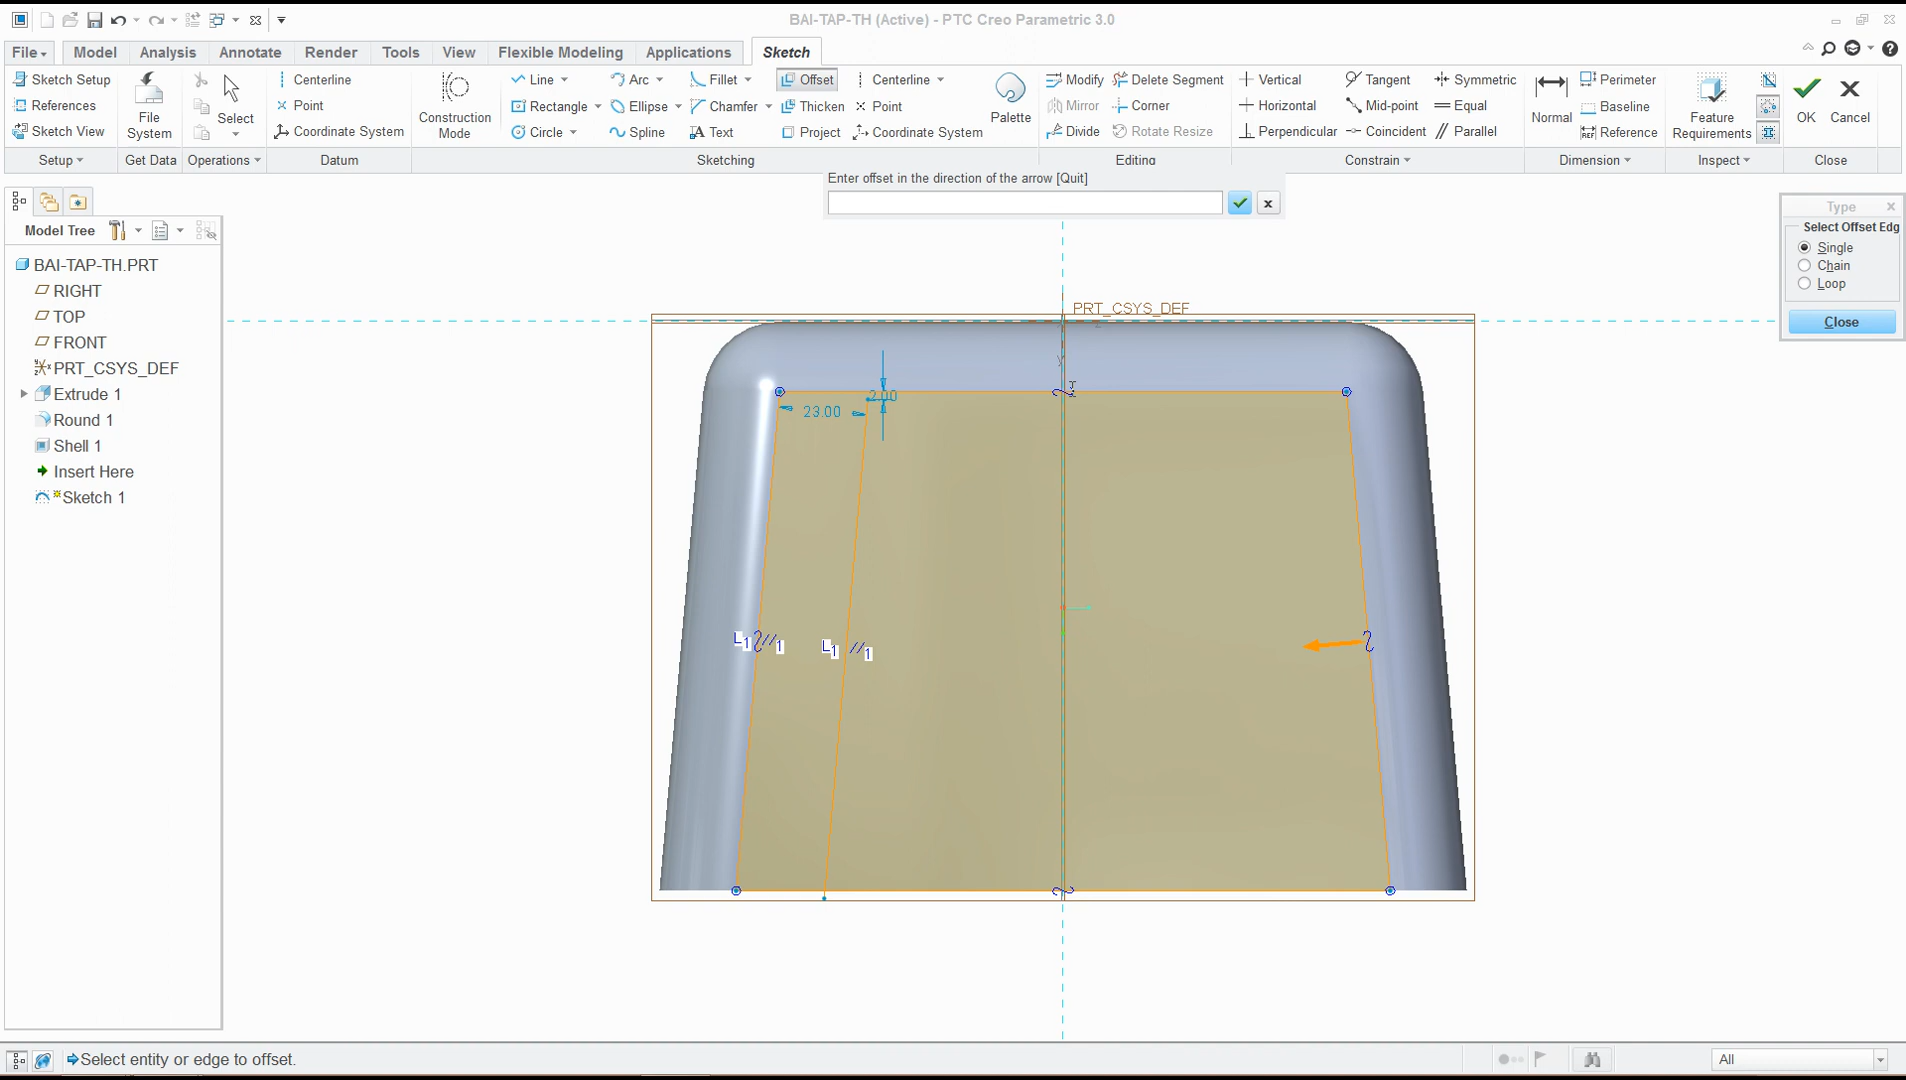 BAI-TAP-TH (Active) - PTC Creo Parametric 3.0
File Model Analysis Annotate Render Tools View Flexible Modeling Applications Sketch
Sketch Setup
References
Sketch View
Setup
File System
Get Data
Select
Operations
Centerline
Point
Coordinate System
Datum
Construction Mode
Line Arc Fillet Offset Centerline
Rectangle Ellipse Chamfer Thicken Point
Circle Spline Text Project Coordinate System
Palette
Sketching
Modify Delete Segment
Mirror Corner
Divide Rotate Resize
Editing
Vertical Tangent Symmetric
Horizontal Mid-point Equal
Perpendicular Coincident Parallel
Constrain
Normal
Perimeter
Baseline
Reference
Dimension
Feature Requirements
Inspect
OK
Cancel
Close
Enter offset in the direction of the arrow [Quit]
Type
Select Offset Edg
Single
Chain
Loop
Close
Model Tree
BAI-TAP-TH.PRT
RIGHT
TOP
FRONT
PRT_CSYS_DEF
Extrude 1
Round 1
Shell 1
Insert Here
Sketch 1
PRT_CSYS_DEF
y
2.00
23.00
L1 //1 L1 //1
Select entity or edge to offset.
All